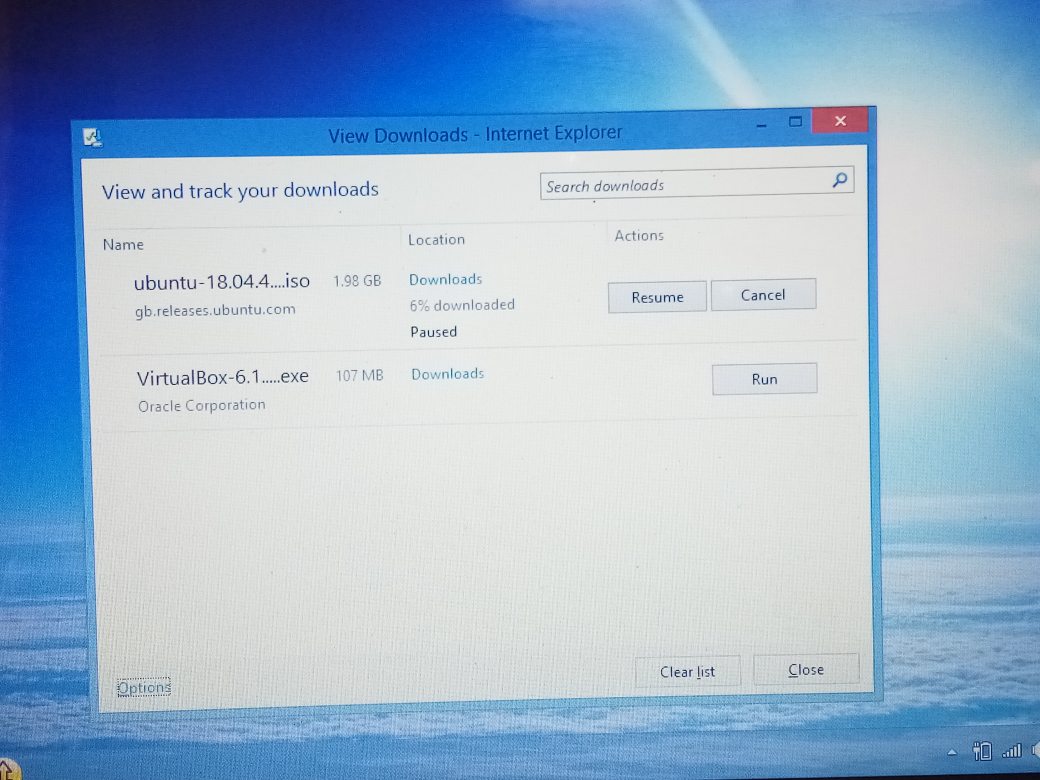 View Downloads - Internet Explorer
View and track your downloads
Search downloads
Name
Location
Actions
ubuntu-18.04.4....iso
1.98 GB
Downloads
gb.releases.ubuntu.com
6% downloaded
Paused
Resume
Cancel
VirtualBox-6.1.....exe
107 MB
Downloads
Oracle Corporation
Run
Options
Clear list
Close